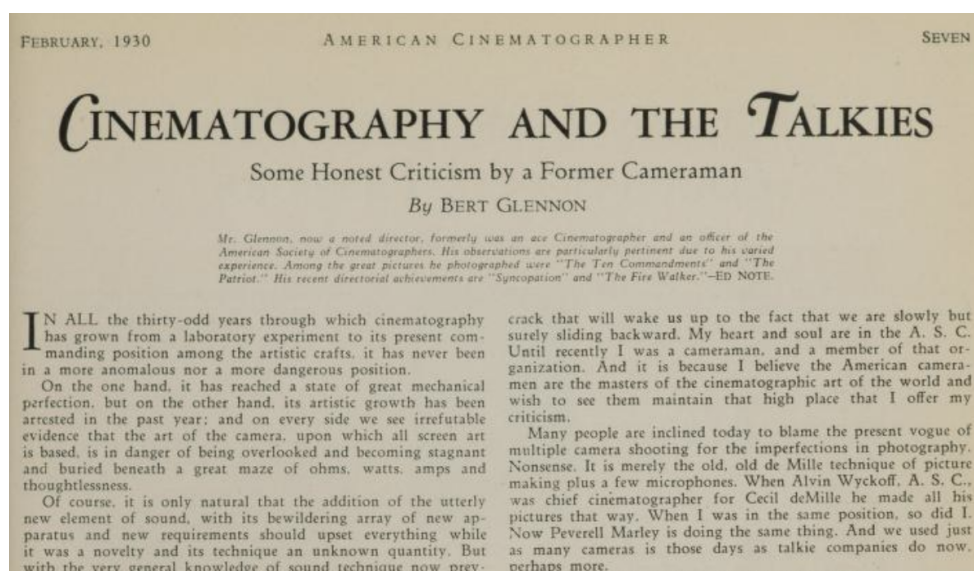 FEBRUARY, 1930 AMERICAN CINEMATOGRAPHER SEVEN
CINEMATOGRAPHY AND THE TALKIES
Some Honest Criticism by a Former Cameraman
By BERT GLENNON
Mr. Glennon, now a noted director, formerly was an ace Cinematographer and an officer of the
American Society of Cinematographers. His observations are particularly pertinent due to his varied
experience. Among the great pictures he photographed were "The Ten Commandments" and "The
Patriot." His recent directorial achievements are "Syncopation" and "The Fire Walker."—ED NOTE.
IN ALL the thirty-odd years through which cinematography
has grown from a laboratory experiment to its present com-
manding position among the artistic crafts, it has never been
in a more anomalous nor a more dangerous position.
On the one hand, it has reached a state of great mechanical
perfection, but on the other hand, its artistic growth has been
arrested in the past year; and on every side we see irrefutable
evidence that the art of the camera, upon which all screen art
is based, is in danger of being overlooked and becoming stagnant
and buried beneath a great maze of ohms, watts, amps and
thoughtlessness.
Of course, it is only natural that the addition of the utterly
new element of sound, with its bewildering array of new ap-
paratus and new requirements should upset everything while
it was a novelty and its technique an unknown quantity. But
with the very general knowledge of sound technique now prev-
crack that will wake us up to the fact that we are slowly but
surely sliding backward. My heart and soul are in the A. S. C.
Until recently I was a cameraman, and a member of that or-
ganization. And it is because I believe the American camera-
men are the masters of the cinematographic art of the world and
wish to see them maintain that high place that I offer my
criticism.
Many people are inclined today to blame the present vogue of
multiple camera shooting for the imperfections in photography.
Nonsense. It is merely the old, old de Mille technique of picture
making plus a few microphones. When Alvin Wyckoff, A. S. C.,
was chief cinematographer for Cecil deMille he made all his
pictures that way. When I was in the same position, so did I.
Now Peverell Marley is doing the same thing. And we used just
as many cameras is those days as talkie companies do now,
perhaps more.